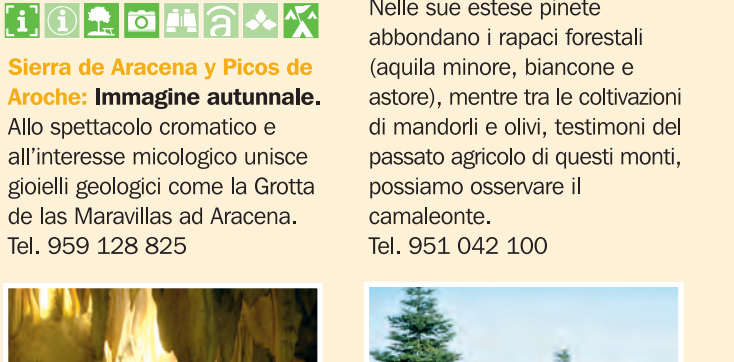 Sierra de Aracena y Picos de
Aroche: Immagine autunnale.
Allo spettacolo cromatico e
all'interesse micologico unisce
gioielli geologici come la Grotta
de las Maravillas ad Aracena.
Tel. 959 128 825
Nelle sue estese pinete
abbondano i rapaci forestali
(aquila minore, biancone e
astore), mentre tra le coltivazioni
di mandorli e olivi, testimoni del
passato agricolo di questi monti,
possiamo osservare il
camaleonte.
Tel. 951 042 100